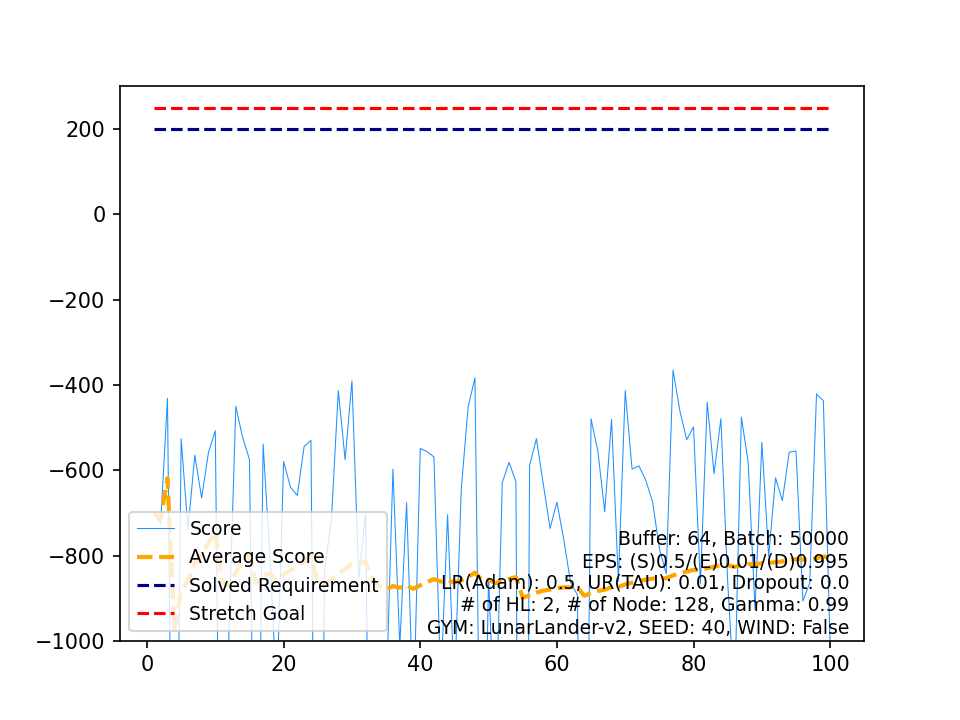 200
0
−200
−400
−600
−800
−1000
Score
Average Score
Solved Requirement
Stretch Goal
Buffer: 64, Batch: 50000
EPS: (S)0.5/(E)0.01/(D)0.995
LR(Adam): 0.5, UR(TAU): 0.01, Dropout: 0.0
# of HL: 2, # of Node: 128, Gamma: 0.99
GYM: LunarLander-v2, SEED: 40, WIND: False
0 20 40 60 80 100